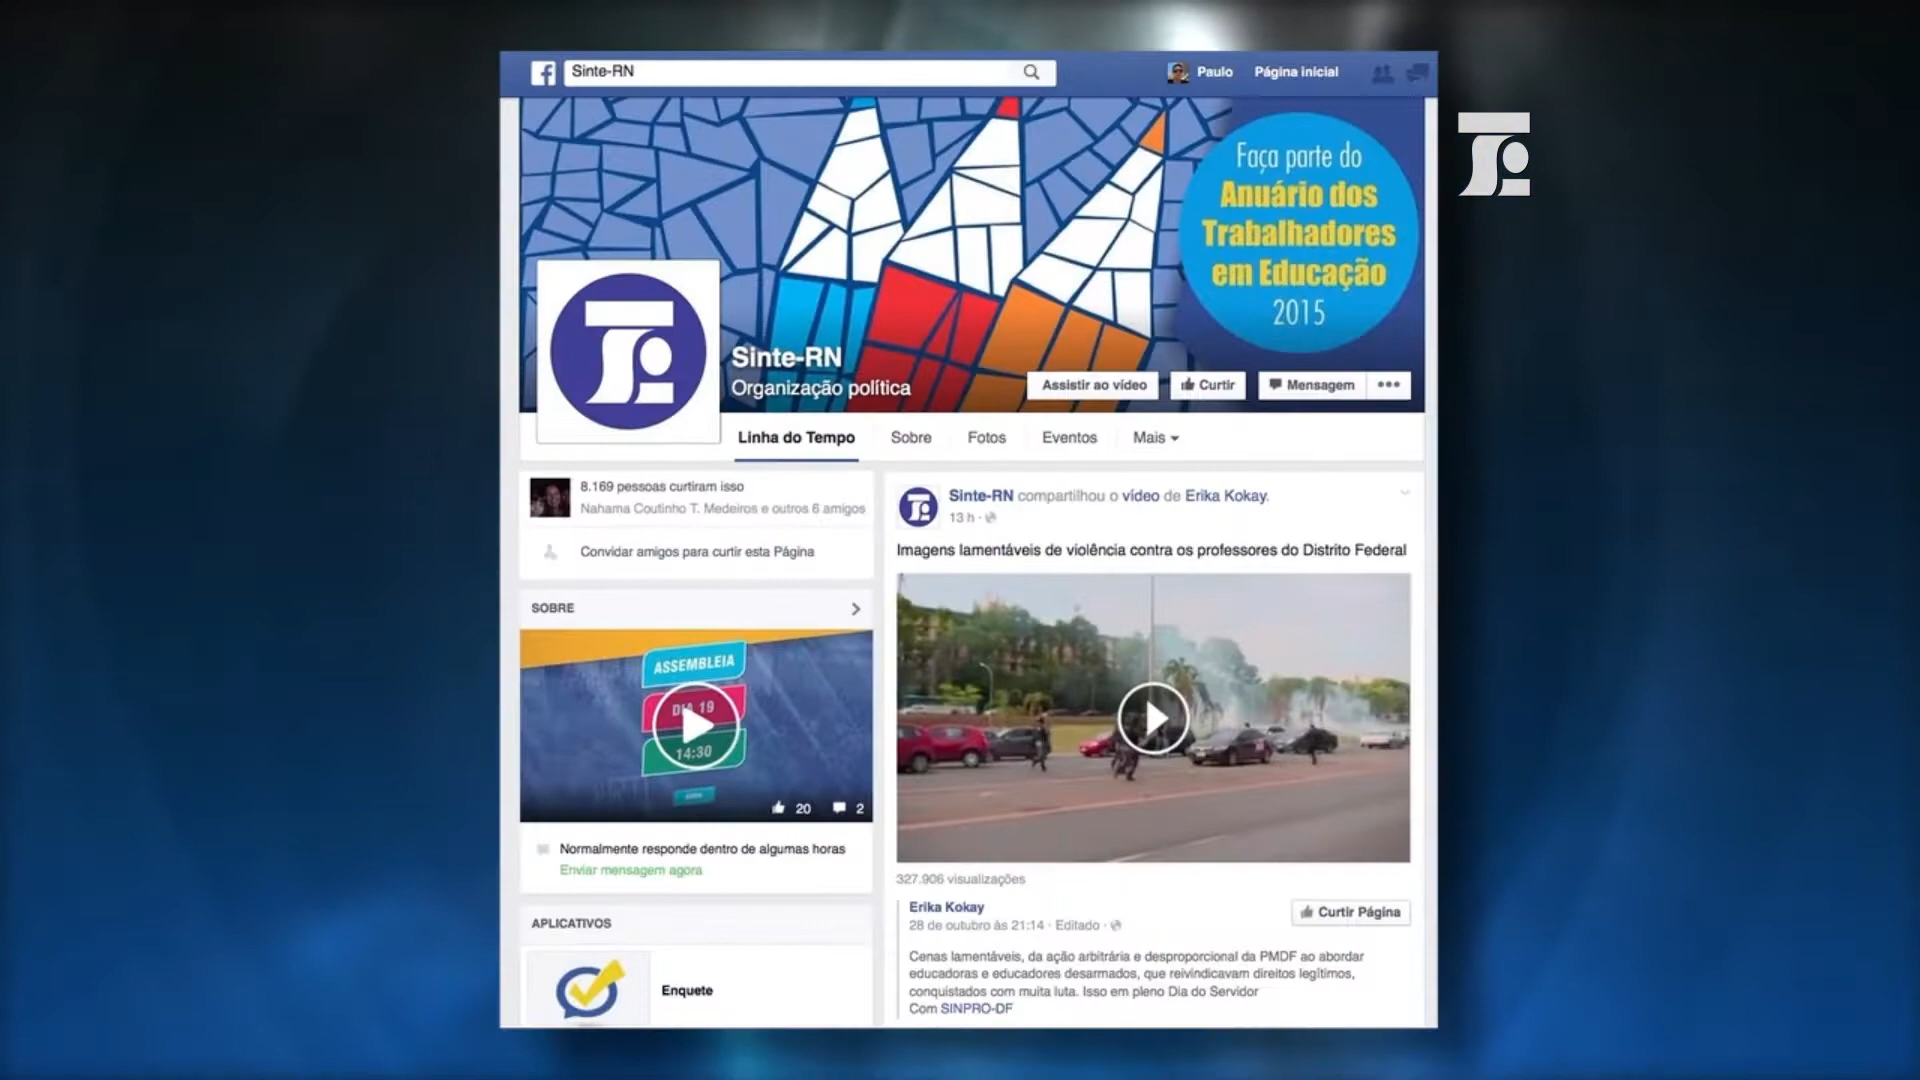 Sinte-RN
Paulo
Página inicial
Faça parte do
Anuário dos
Trabalhadores
em Educação
2015
Sinte-RN
Organização política
Assistir ao vídeo
Curtir
Mensagem
Linha do Tempo
Sobre
Fotos
Eventos
Mais
8.169 pessoas curtiram isso
Nahama Coutinho T. Medeiros e outros 6 amigos
Convidar amigos para curtir esta Página
SOBRE
ASSEMBLEIA
DIA 19
14:30
20
2
Normalmente responde dentro de algumas horas
Enviar mensagem agora
APLICATIVOS
Enquete
Sinte-RN compartilhou o vídeo de Erika Kokay.
13 h
Imagens lamentáveis de violência contra os professores do Distrito Federal
327.906 visualizações
Erika Kokay
28 de outubro às 21:14 · Editado ·
Curtir Página
Cenas lamentáveis, da ação arbitrária e desproporcional da PMDF ao abordar
educadoras e educadores desarmados, que reivindicavam direitos legítimos,
conquistados com muita luta. Isso em pleno Dia do Servidor
Com SINPRO-DF